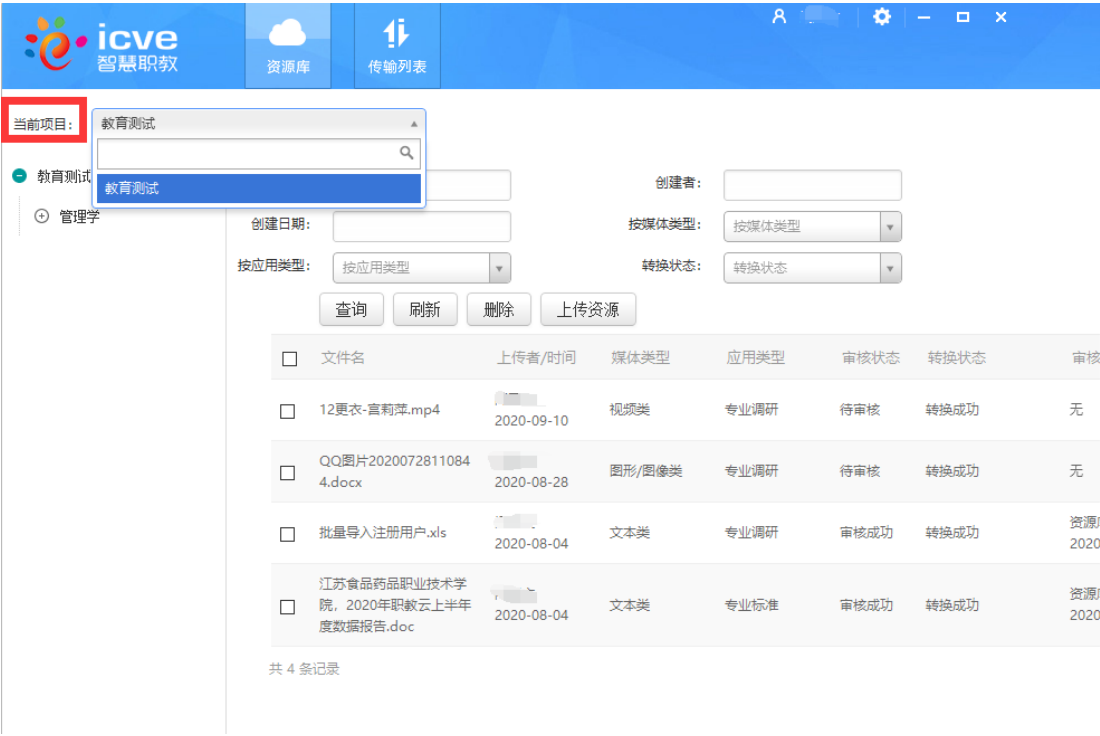 icve
智慧职教
资源库
传输列表
当前项目：
教育测试
教育测试
教育测试
管理学
创建者：
创建日期：
按媒体类型：
按媒体类型
按应用类型：
按应用类型
转换状态：
转换状态
查询
刷新
删除
上传资源
文件名 上传者/时间 媒体类型 应用类型 审核状态 转换状态 审核
12更衣-宫莉萍.mp4 2020-09-10 视频类 专业调研 待审核 转换成功 无
QQ图片2020072811084
4.docx
2020-08-28 图形/图像类 专业调研 待审核 转换成功 无
批量导入注册用户.xls 2020-08-04 文本类 专业调研 审核成功 转换成功
资源
2020
江苏食品药品职业技术学
院，2020年职教云上半年
度数据报告.doc
2020-08-04 文本类 专业标准 审核成功 转换成功
资源
2020
共 4 条记录